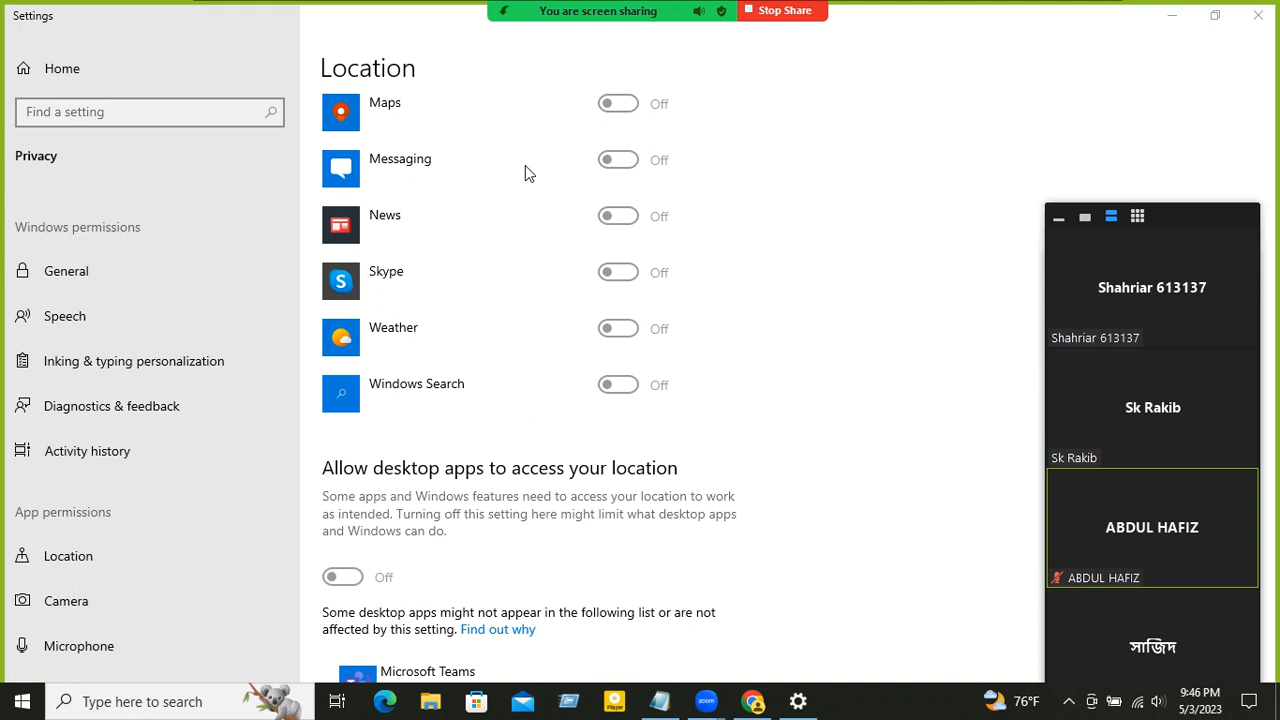 Settings
You are screen sharing
Stop Share
Home
Find a setting
Privacy
Windows permissions
General
Speech
Inking & typing personalization
Diagnostics & feedback
Activity history
App permissions
Location
Camera
Microphone
Location
Maps
Off
Messaging
Off
News
Off
Skype
Off
Weather
Off
Windows Search
Off
Allow desktop apps to access your location
Some apps and Windows features need to access your location to work
as intended. Turning off this setting here might limit what desktop apps
and Windows can do.
Off
Some desktop apps might not appear in the following list or are not
affected by this setting. Find out why
Microsoft Teams
Shahriar 613137
Shahriar 613137
Sk Rakib
Sk Rakib
ABDUL HAFIZ
ABDUL HAFIZ
সাজিদ
Type here to search
Player
zoom
76°F
9:46 PM
5/3/2023